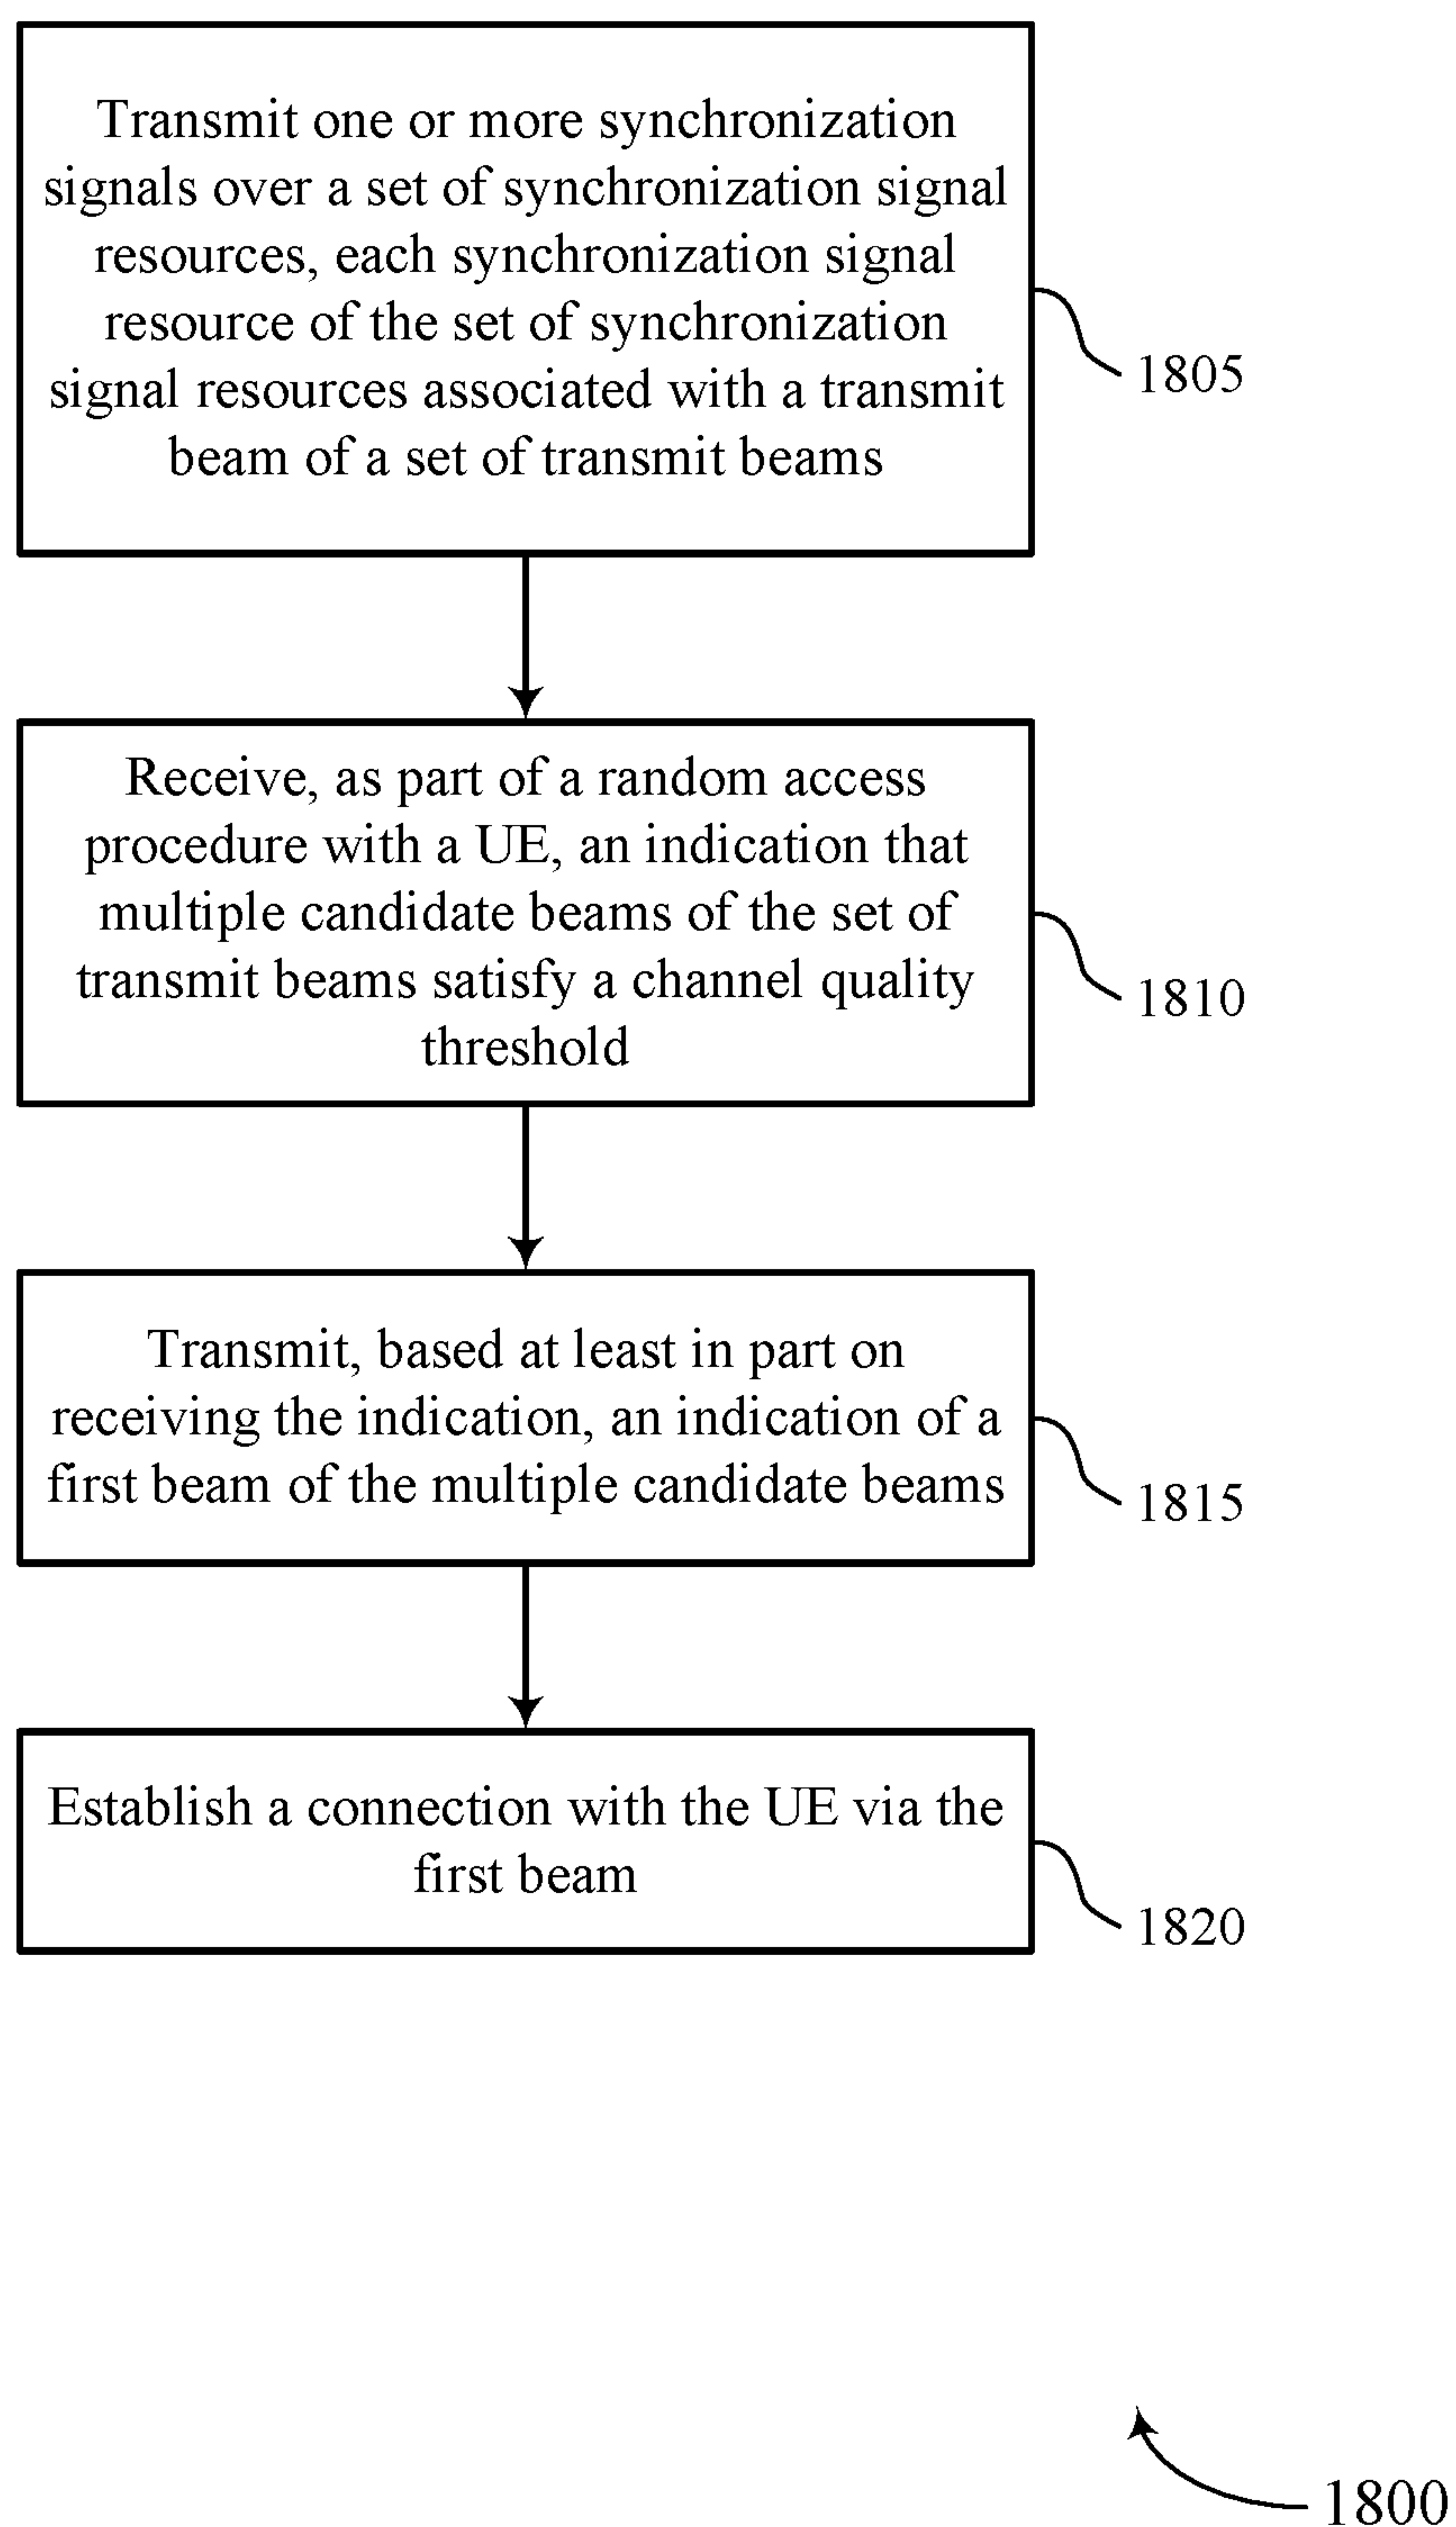 Transmit one or more synchronization
signals over a set of synchronization signal
resources, each synchronization signal
resource of the set of synchronization
signal resources associated with a transmit
beam of a set of transmit beams
1805
Receive, as part of a random access
procedure with a UE, an indication that
multiple candidate beams of the set of
transmit beams satisfy a channel quality
threshold
1810
Transmit, based at least in part on
receiving the indication, an indication of a
first beam of the multiple candidate beams
1815
Establish a connection with the UE via the
first beam
1820
1800